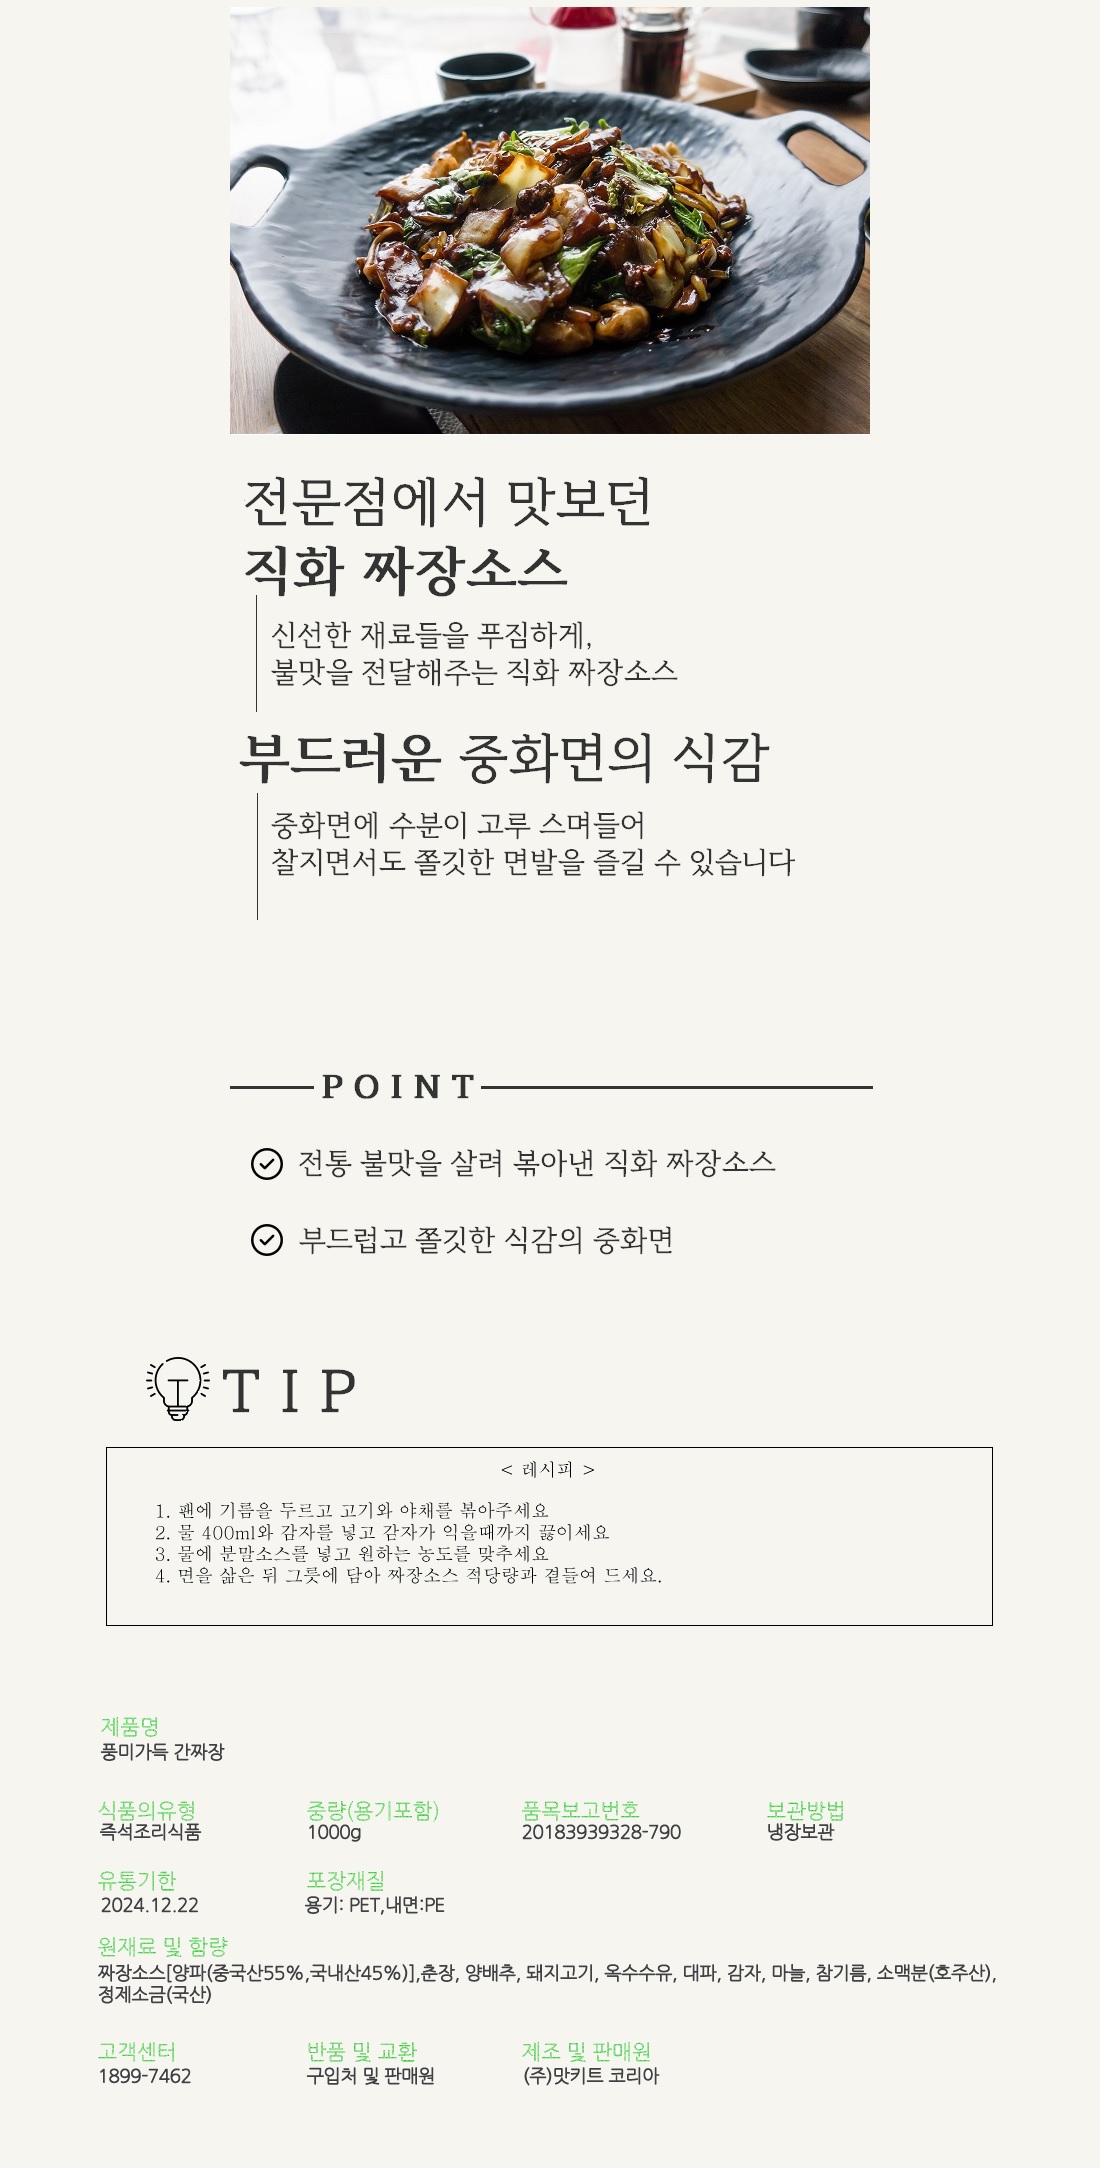 전문점에서 맛보던
직화 짜장소스
신선한 재료들을 푸짐하게,
불맛을 전달해주는 직화 짜장소스
부드러운 중화면의 식감
중화면에 수분이 고루 스며들어
찰지면서도 쫄깃한 면발을 즐길 수 있습니다
POINT
전통 불맛을 살려 볶아낸 직화 짜장소스
부드럽고 쫄깃한 식감의 중화면
TIP
< 레시피 >
1. 팬에 기름을 두르고 고기와 야채를 볶아주세요
2. 물 400ml와 감자를 넣고 감자가 익을때까지 끓이세요
3. 물에 분말소스를 넣고 원하는 농도를 맞추세요
4. 면을 삶은 뒤 그릇에 담아 짜장소스 적당량과 곁들여 드세요.
제품명
풍미가득 간짜장
식품의유형 중량(용기포함) 품목보고번호 보관방법
즉석조리식품 1000g 20183939328-790 냉장보관
유통기한 포장재질
2024.12.22 용기: PET,내면:PE
원재료 및 함량
짜장소스[양파(중국산55%,국내산45%)],춘장, 양배추, 돼지고기, 옥수수유, 대파, 감자, 마늘, 참기름, 소맥분(호주산),
정제소금(국산)
고객센터 반품 및 교환 제조 및 판매원
1899-7462 구입처 및 판매원 (주)맛키트 코리아